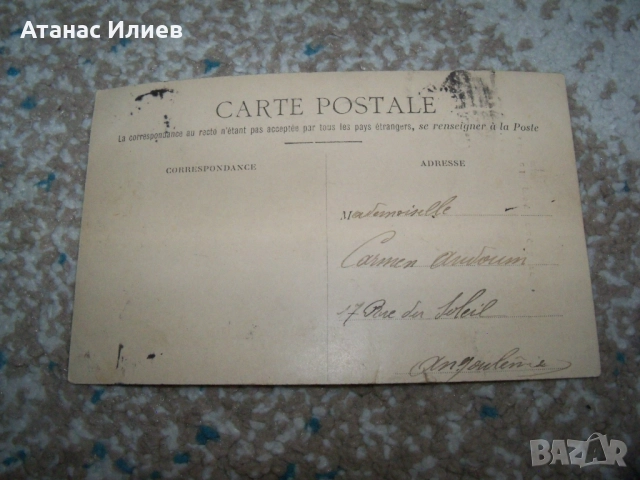 Атанас Илиев
CARTE POSTALE
La correspondance au recto n'étant pas acceptée par tous les pays étrangers, se renseigner à la Poste
CORRESPONDANCE
ADRESSE
Mademoiselle
Carmen Audouin
17 Rue du Soleil
Angoulême
BAZAR